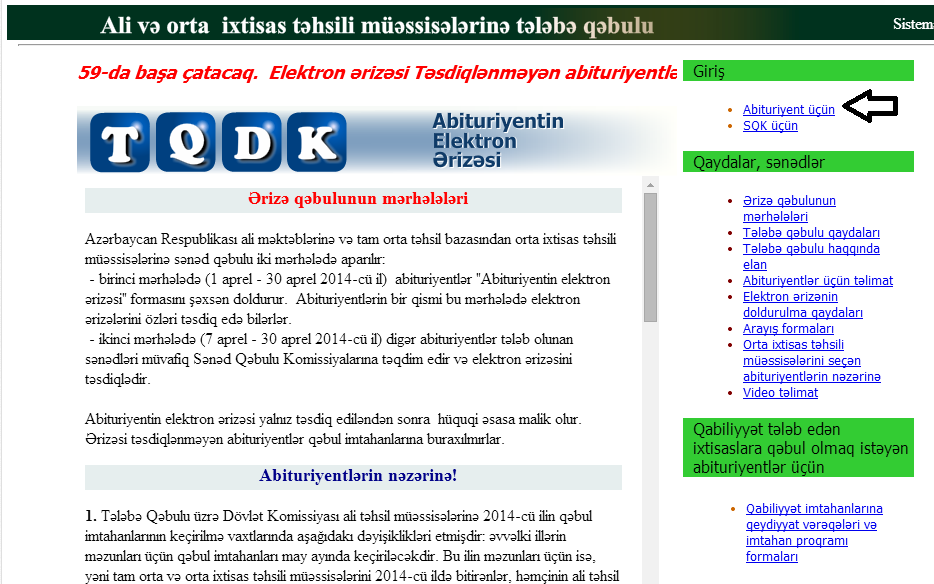 Ali və orta ixtisas təhsili müəssisələrinə tələbə qəbulu
Sistem
59-da başa çatacaq. Elektron ərizəsi Təsdiqlənməyən abituriyentlə
TQDK
Abituriyentin
Elektron
Ərizəsi
Ərizə qəbulunun mərhələləri
Azərbaycan Respublikası ali məktəblərinə və tam orta təhsil bazasından orta ixtisas təhsili
müəssisələrinə sənəd qəbulu iki mərhələdə aparılır:
- birinci mərhələdə (1 aprel - 30 aprel 2014-cü il) abituriyentlər "Abituriyentin elektron
ərizəsi" formasını şəxsən doldurur. Abituriyentlərin bir qismi bu mərhələdə elektron
ərizələrini özləri təsdiq edə bilərlər.
- ikinci mərhələdə (7 aprel - 30 aprel 2014-cü il) digər abituriyentlər tələb olunan
sənədləri müvafiq Sənəd Qəbulu Komissiyalarına təqdim edir və elektron ərizəsini
təsdiqlədir.
Abituriyentin elektron ərizəsi yalnız təsdiq ediləndən sonra hüquqi əsasa malik olur.
Ərizəsi təsdiqlənməyən abituriyentlər qəbul imtahanlarına buraxılmırlar.
Abituriyentlərin nəzərinə!
1. Tələbə Qəbulu üzrə Dövlət Komissiyası ali təhsil müəssisələrinə 2014-cü ilin qəbul
imtahanlarının keçirilmə vaxtlarında aşağıdakı dəyişiklikləri etmişdir: əvvəlki illərin
məzunları üçün qəbul imtahanları may ayında keçiriləcəkdir. Bu ilin məzunları üçün isə,
yəni tam orta və orta ixtisas təhsili müəssisələrini 2014-cü ildə bitirənlər, həmçinin ali təhsil
Giriş
Abituriyent üçün
SQK üçün
Qaydalar, sənədlər
Ərizə qəbulunun
mərhələləri
Tələbə qəbulu qaydaları
Tələbə qəbulu haqqında
elan
Abituriyentlər üçün təlimat
Elektron ərizənin
doldurulma qaydaları
Arayış formaları
Orta ixtisas təhsili
müəssisələrini seçən
abituriyentlərin nəzərinə
Video təlimat
Qabiliyyət tələb edən
ixtisaslara qəbul olmaq istəyən
abituriyentlər üçün
Qabiliyyət imtahanlarına
qeydiyyat vərəqələri və
imtahan proqramı
formaları